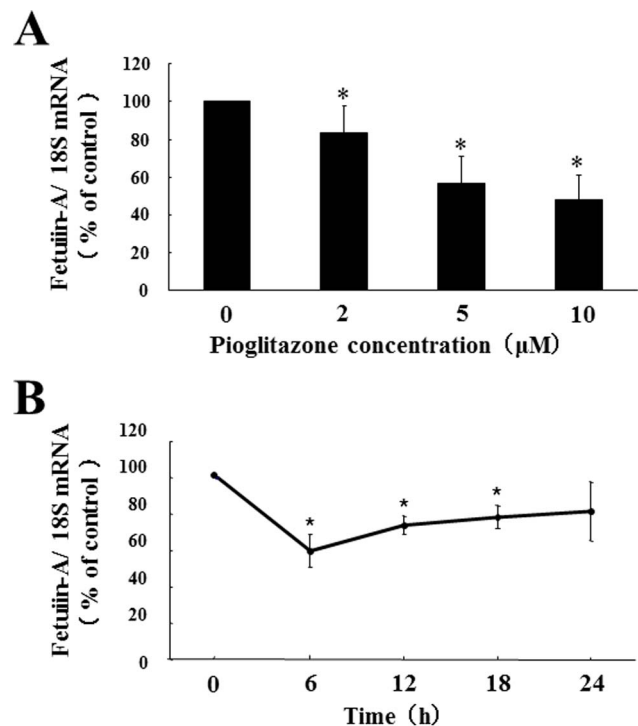 A
Fetuiin-A/ 18S mRNA
( % of control )
120
100
80
60
40
20
0
*
*
*
0 2 5 10
Pioglitazone concentration (μM)
B
Fetuiin-A/ 18S mRNA
( % of control )
120
100
80
60
40
20
0
*
*
*
0 6 12 18 24
Time (h)